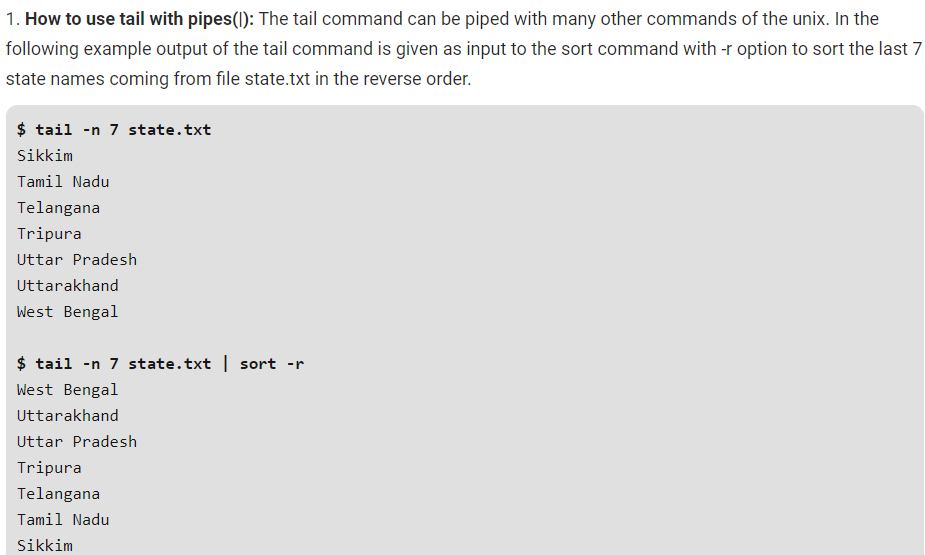 1. How to use tail with pipes(|): The tail command can be piped with many other commands of the unix. In the
following example output of the tail command is given as input to the sort command with -r option to sort the last 7
state names coming from file state.txt in the reverse order.
$ tail -n 7 state.txt
Sikkim
Tamil Nadu
Telangana
Tripura
Uttar Pradesh
Uttarakhand
West Bengal
$ tail -n 7 state.txt | sort -r
West Bengal
Uttarakhand
Uttar Pradesh
Tripura
Telangana
Tamil Nadu
Sikkim